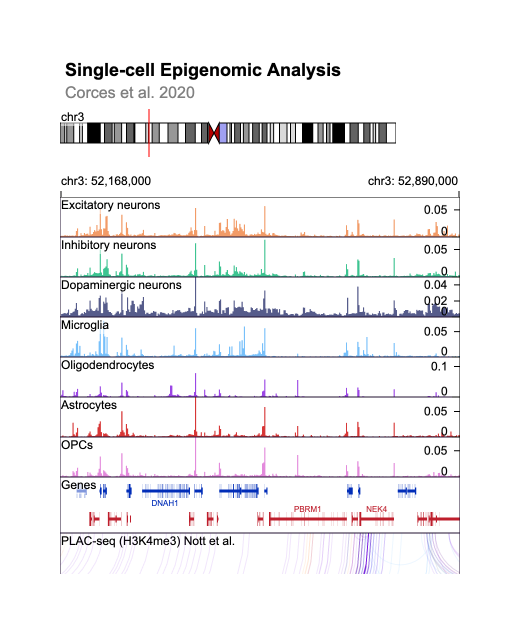 Single-cell Epigenomic Analysis
Corces et al. 2020
chr3
chr3: 52,168,000 chr3: 52,890,000
Excitatory neurons 0.05
0
Inhibitory neurons 0.05
0
Dopaminergic neurons 0.04
0.02
0
Microglia 0.05
0
Oligodendrocytes 0.1
0
Astrocytes 0.05
0
OPCs 0.05
0
Genes
DNAH1
PBRM1 NEK4
PLAC-seq (H3K4me3) Nott et al.